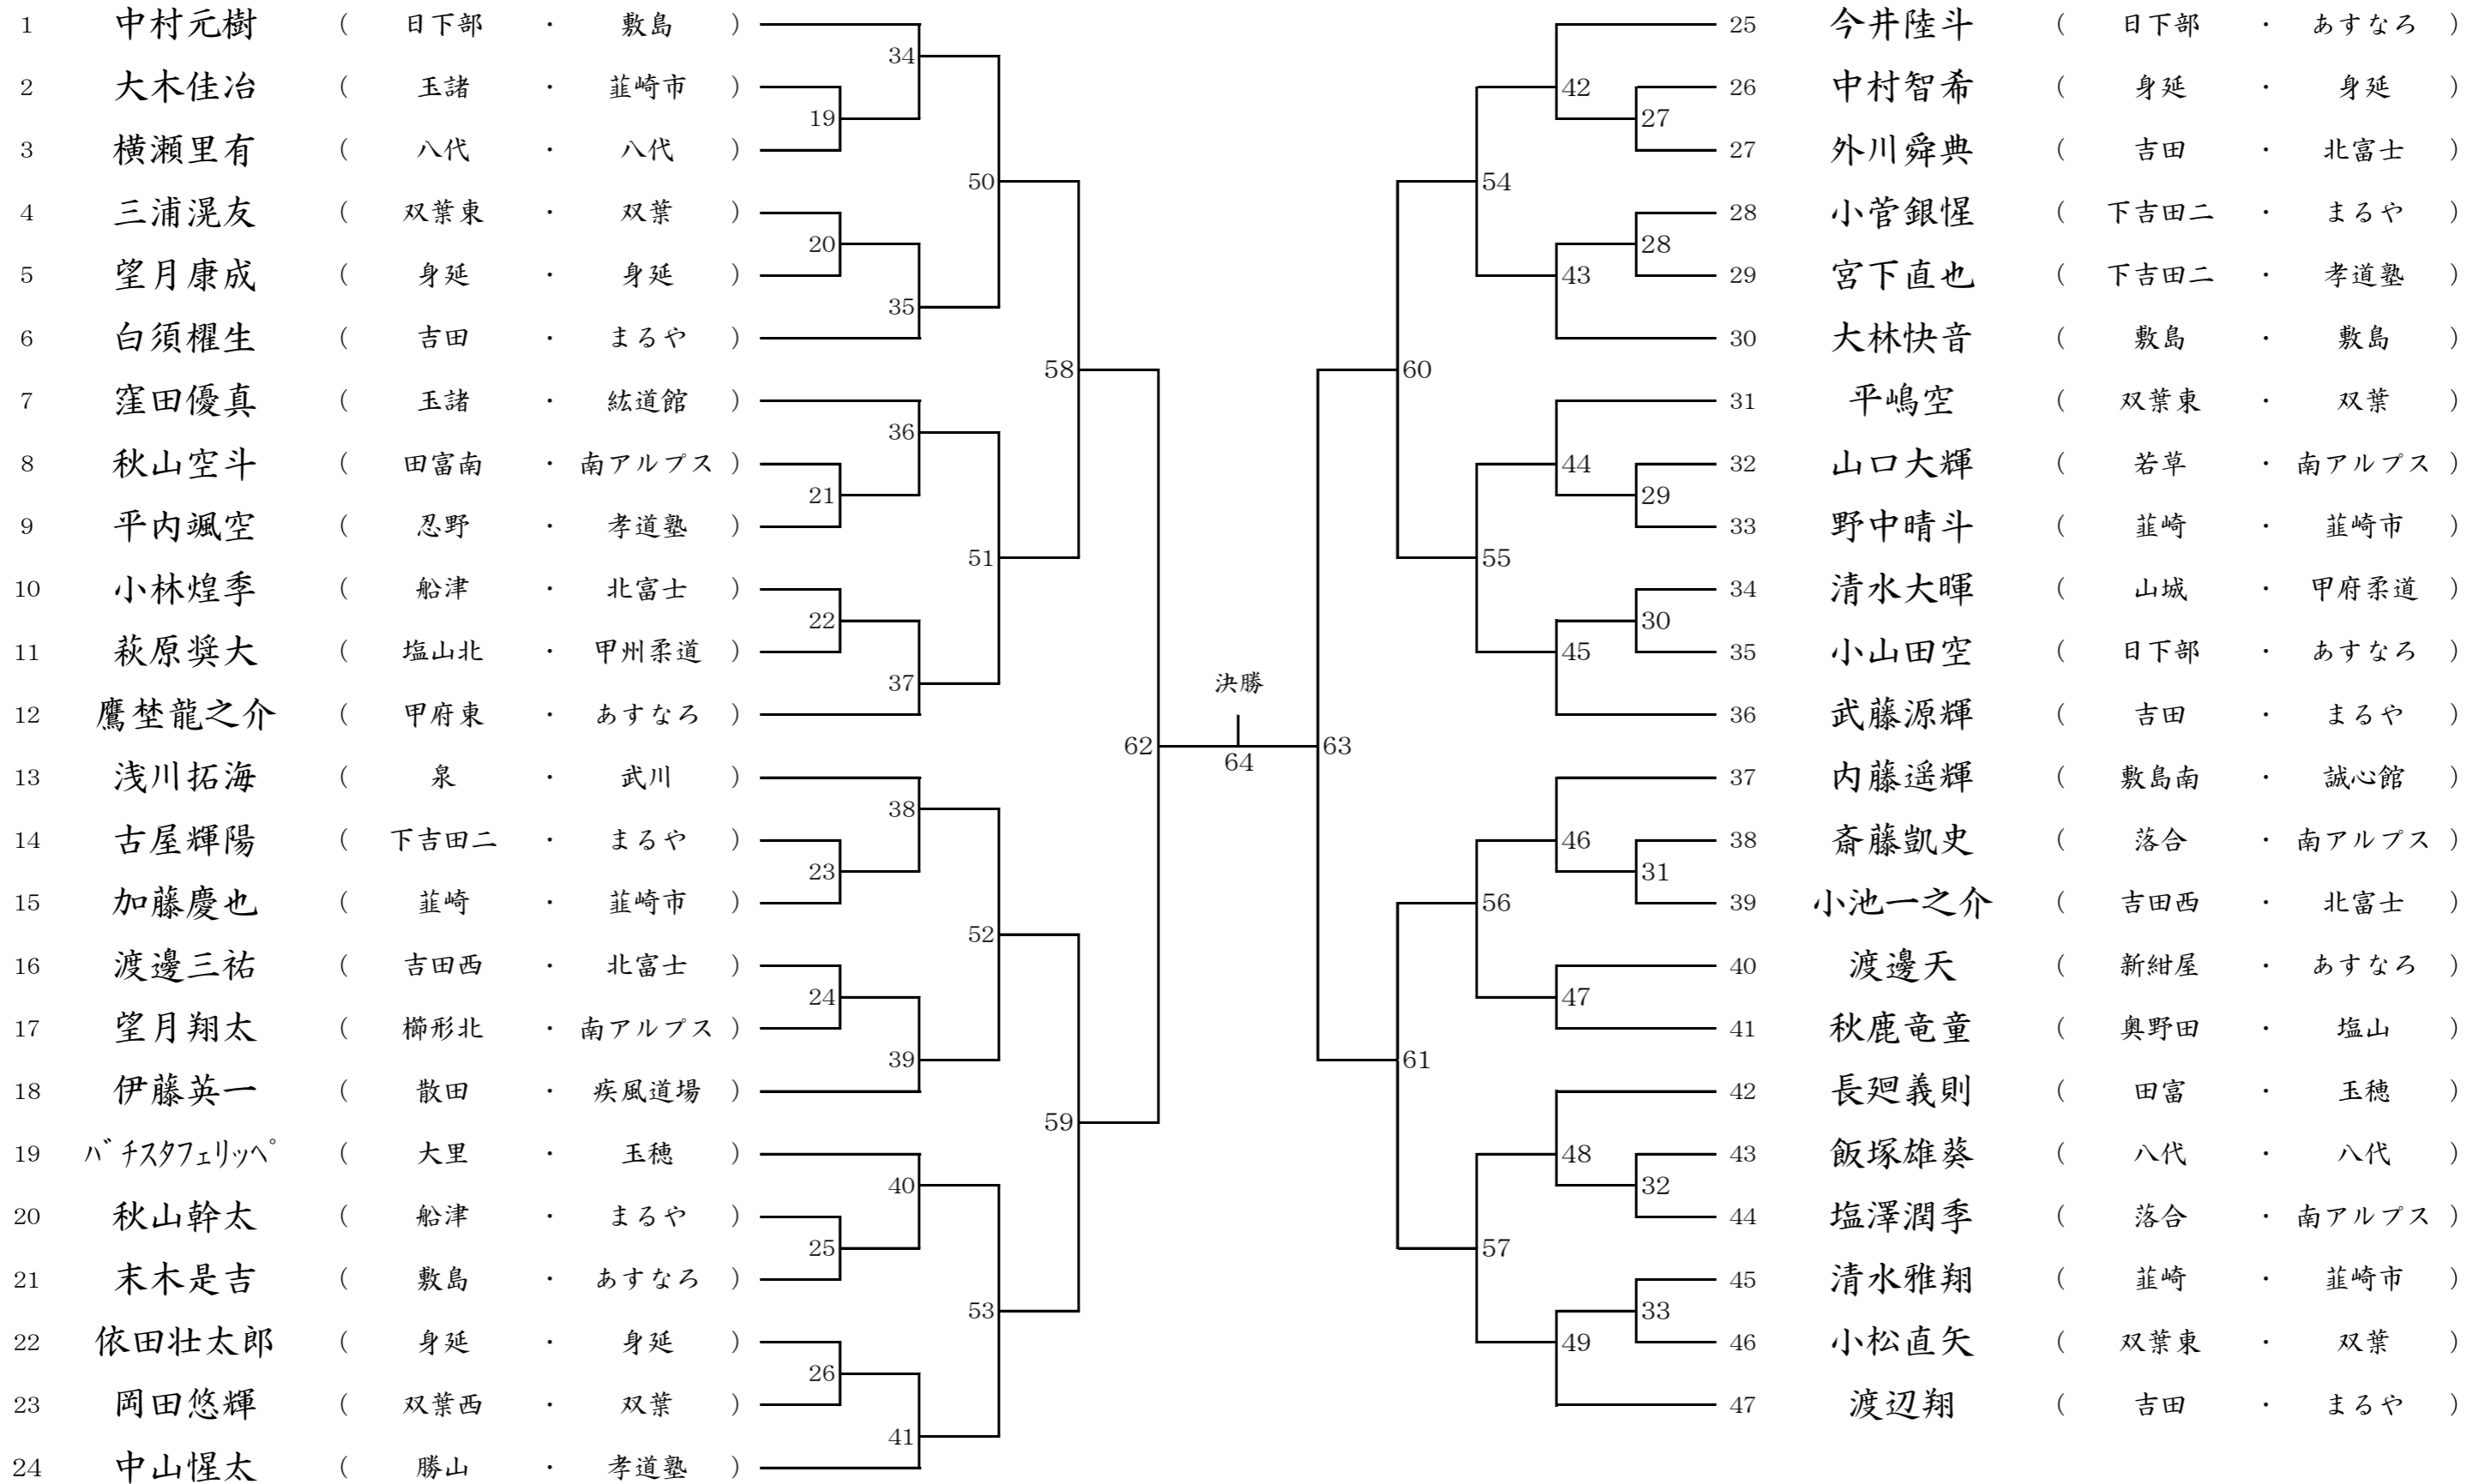 1 中村元樹 ( 日下部 ・ 敷島 )
2 大木佳冶 ( 玉諸 ・ 韮崎市 )
3 横瀬里有 ( 八代 ・ 八代 )
4 三浦滉友 ( 双葉東 ・ 双葉 )
5 望月康成 ( 身延 ・ 身延 )
6 白須櫂生 ( 吉田 ・ まるや )
7 窪田優真 ( 玉諸 ・ 紘道館 )
8 秋山空斗 ( 田富南 ・ 南アルプス )
9 平内颯空 ( 忍野 ・ 孝道塾 )
10 小林煌季 ( 船津 ・ 北富士 )
11 萩原奨大 ( 塩山北 ・ 甲州柔道 )
12 鷹埜龍之介 ( 甲府東 ・ あすなろ )
13 浅川拓海 ( 泉 ・ 武川 )
14 古屋輝陽 ( 下吉田二 ・ まるや )
15 加藤慶也 ( 韮崎 ・ 韮崎市 )
16 渡邊三祐 ( 吉田西 ・ 北富士 )
17 望月翔太 ( 櫛形北 ・ 南アルプス )
18 伊藤英一 ( 散田 ・ 疾風道場 )
19 バチスタフェリッペ ( 大里 ・ 玉穂 )
20 秋山幹太 ( 船津 ・ まるや )
21 末木是吉 ( 敷島 ・ あすなろ )
22 依田壮太郎 ( 身延 ・ 身延 )
23 岡田悠輝 ( 双葉西 ・ 双葉 )
24 中山惺太 ( 勝山 ・ 孝道塾 )
19
20
21
22
23
24
25
26
34
35
36
37
38
39
40
41
50
51
52
53
58
59
62
決勝
64
63
60
61
54
55
56
57
42
43
44
45
46
47
48
49
27
28
29
30
31
32
33
25 今井陸斗 ( 日下部 ・ あすなろ )
26 中村智希 ( 身延 ・ 身延 )
27 外川舜典 ( 吉田 ・ 北富士 )
28 小菅銀惺 ( 下吉田二 ・ まるや )
29 宮下直也 ( 下吉田二 ・ 孝道塾 )
30 大林快音 ( 敷島 ・ 敷島 )
31 平嶋空 ( 双葉東 ・ 双葉 )
32 山口大輝 ( 若草 ・ 南アルプス )
33 野中晴斗 ( 韮崎 ・ 韮崎市 )
34 清水大暉 ( 山城 ・ 甲府柔道 )
35 小山田空 ( 日下部 ・ あすなろ )
36 武藤源輝 ( 吉田 ・ まるや )
37 内藤遥輝 ( 敷島南 ・ 誠心館 )
38 斎藤凱史 ( 落合 ・ 南アルプス )
39 小池一之介 ( 吉田西 ・ 北富士 )
40 渡邊天 ( 新紺屋 ・ あすなろ )
41 秋鹿竜童 ( 奥野田 ・ 塩山 )
42 長廻義則 ( 田富 ・ 玉穂 )
43 飯塚雄葵 ( 八代 ・ 八代 )
44 塩澤潤季 ( 落合 ・ 南アルプス )
45 清水雅翔 ( 韮崎 ・ 韮崎市 )
46 小松直矢 ( 双葉東 ・ 双葉 )
47 渡辺翔 ( 吉田 ・ まるや )